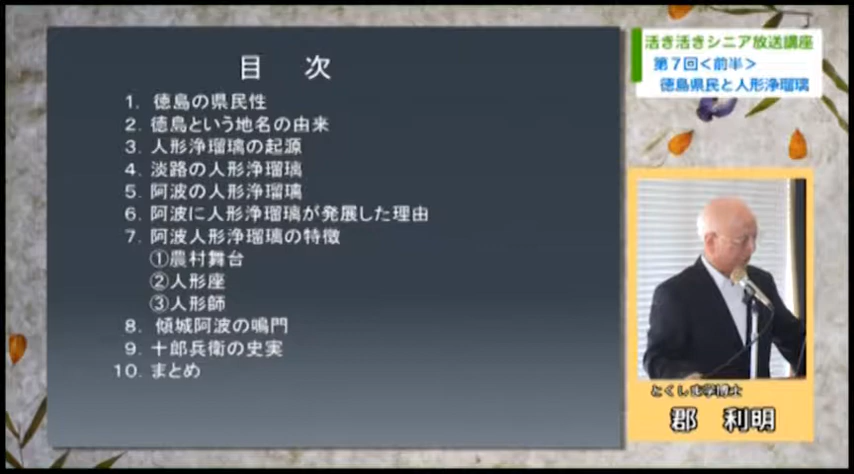 目 次
1. 徳島の県民性
2. 徳島という地名の由来
3. 人形浄瑠璃の起源
4. 淡路の人形浄瑠璃
5. 阿波の人形浄瑠璃
6. 阿波に人形浄瑠璃が発展した理由
7. 阿波人形浄瑠璃の特徴
①農村舞台
②人形座
③人形師
8. 傾城阿波の鳴門
9. 十郎兵衛の史実
10. まとめ
活き活きシニア放送講座
第7回<前半>
徳島県民と人形浄瑠璃
とくしま学博士
郡 利明